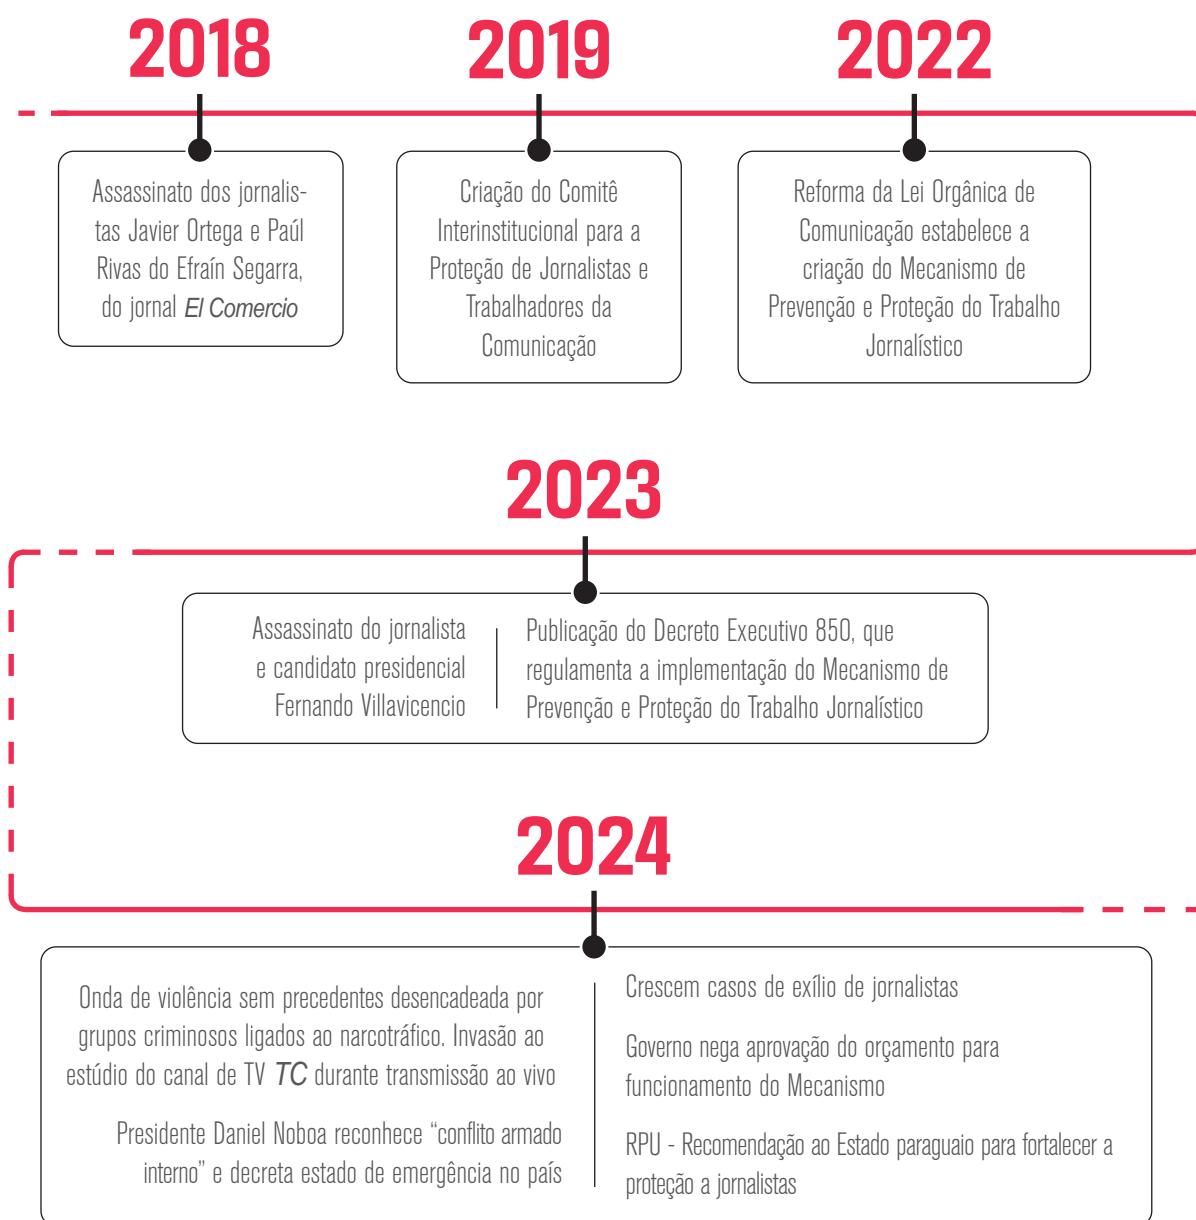 2018
Assassinato dos jornalis-
tas Javier Ortega e Paúl
Rivas do Efraín Segarra,
do jornal El Comercio
2019
Criação do Comitê
Interinstitucional para a
Proteção de Jornalistas e
Trabalhadores da
Comunicação
2022
Reforma da Lei Orgânica de
Comunicação estabelece a
criação do Mecanismo de
Prevenção e Proteção do Trabalho
Jornalístico
2023
Assassinato do jornalista
e candidato presidencial
Fernando Villavicencio
Publicação do Decreto Executivo 850, que
regulamenta a implementação do Mecanismo de
Prevenção e Proteção do Trabalho Jornalístico
2024
Onda de violência sem precedentes desencadeada por
grupos criminosos ligados ao narcotráfico. Invasão ao
estúdio do canal de TV TC durante transmissão ao vivo
Presidente Daniel Noboa reconhece “conflito armado
interno” e decreta estado de emergência no país
Crescem casos de exílio de jornalistas
Governo nega aprovação do orçamento para
funcionamento do Mecanismo
RPU - Recomendação ao Estado paraguaio para fortalecer a
proteção a jornalistas